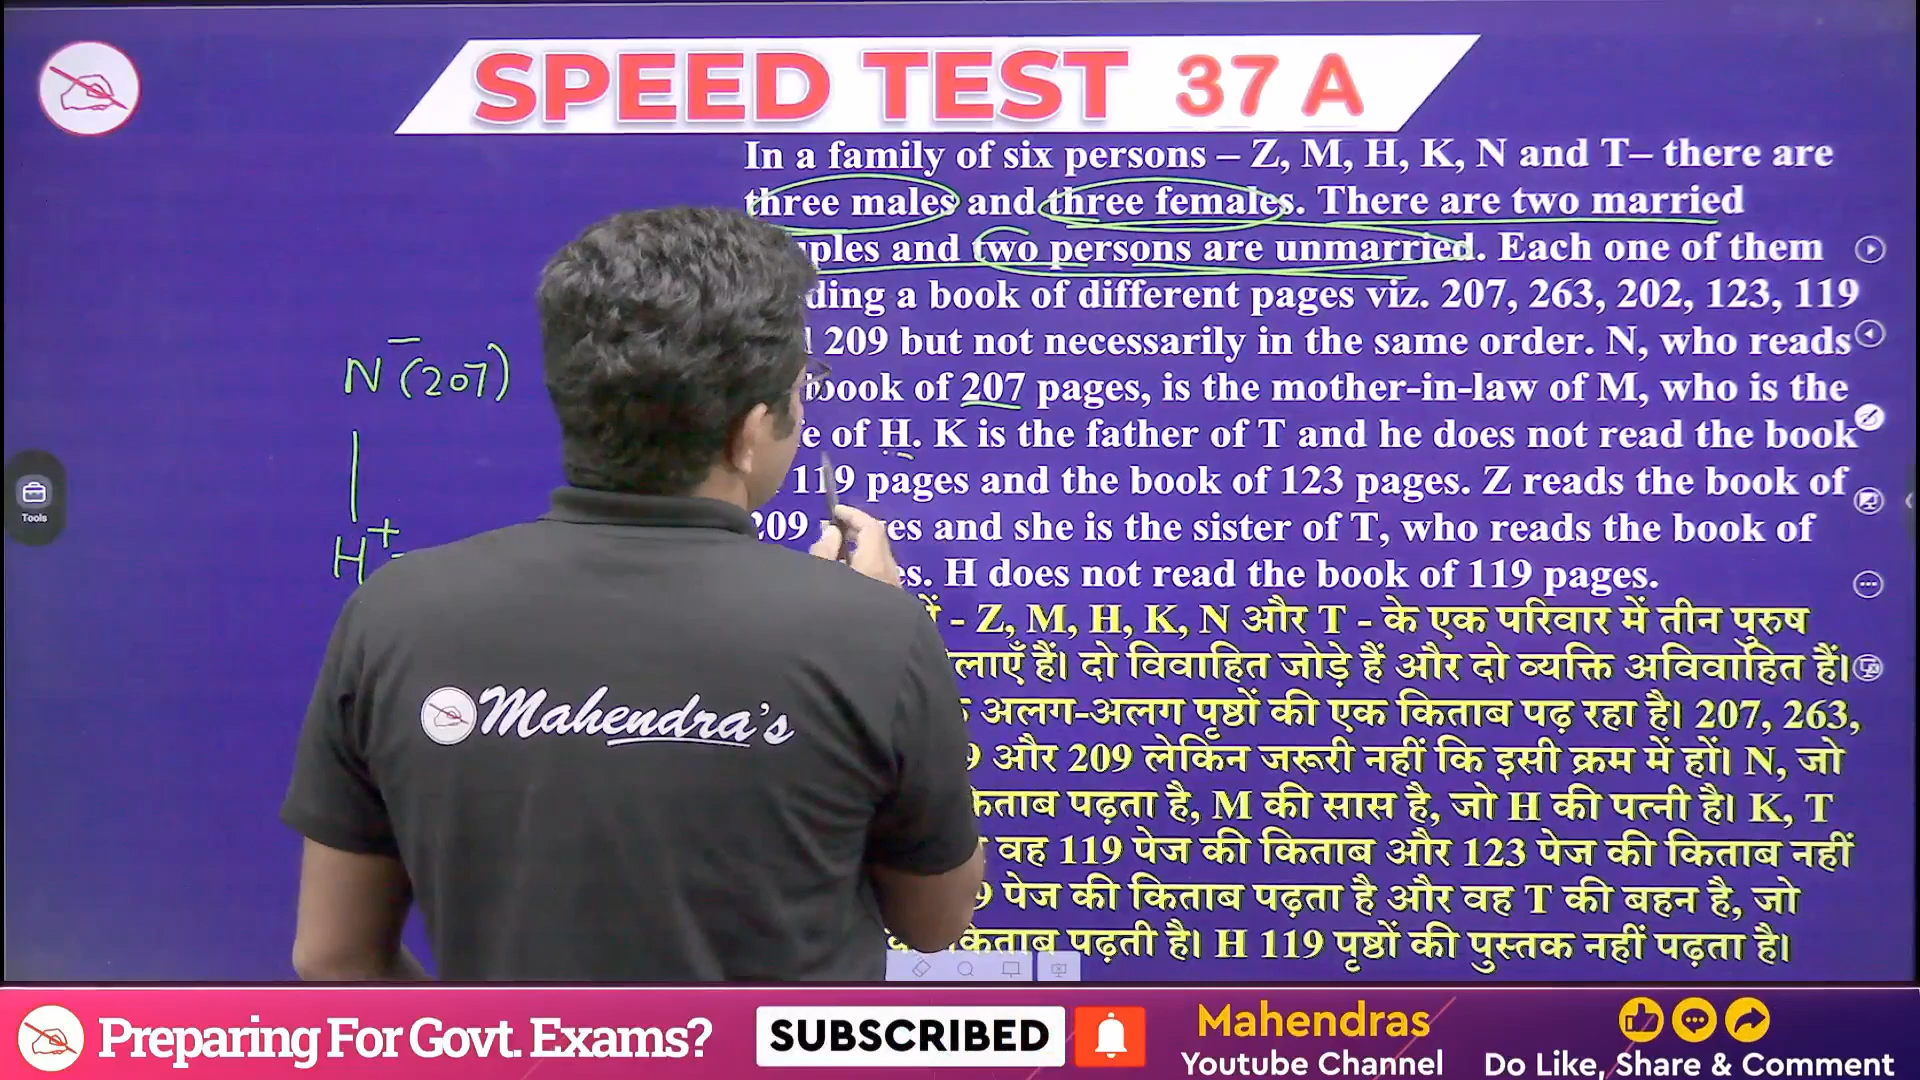 SPEED TEST 37 A
In a family of six persons – Z, M, H, K, N and T– there are
three males and three females. There are two married
ples and two persons are unmarried. Each one of them
ding a book of different pages viz. 207, 263, 202, 123, 119
209 but not necessarily in the same order. N, who reads
book of 207 pages, is the mother-in-law of M, who is the
e of H. K is the father of T and he does not read the book
119 pages and the book of 123 pages. Z reads the book of
209 es and she is the sister of T, who reads the book of
es. H does not read the book of 119 pages.
- Z, M, H, K, N और T - के एक परिवार में तीन पुरुष
लाएँ हैं। दो विवाहित जोड़े हैं और दो व्यक्ति अविवाहित हैं।
अलग-अलग पृष्ठों की एक किताब पढ़ रहा है। 207, 263,
9 और 209 लेकिन जरूरी नहीं कि इसी क्रम में हों। N, जो
किताब पढ़ता है, M की सास है, जो H की पत्नी है। K, T
वह 119 पेज की किताब और 123 पेज की किताब नहीं
9 पेज की किताब पढ़ता है और वह T की बहन है, जो
किताब पढ़ती है। H 119 पृष्ठों की पुस्तक नहीं पढ़ता है।
N − (207)
H +
Tools
Mahendra's
Preparing For Govt. Exams?
SUBSCRIBED
Mahendras
Youtube Channel
Do Like, Share & Comment